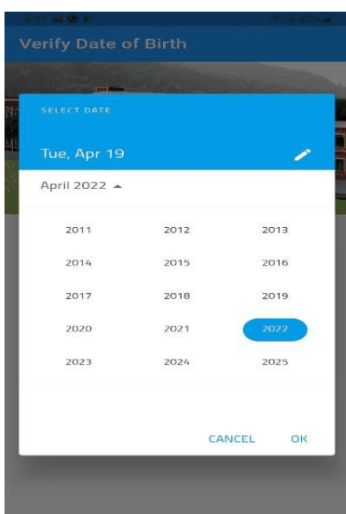 Verify Date of Birth
SELECT DATE
Tue, Apr 19
April 2022
2011 2012 2013
2014 2015 2016
2017 2018 2019
2020 2021 2022
2023 2024 2025
CANCEL OK